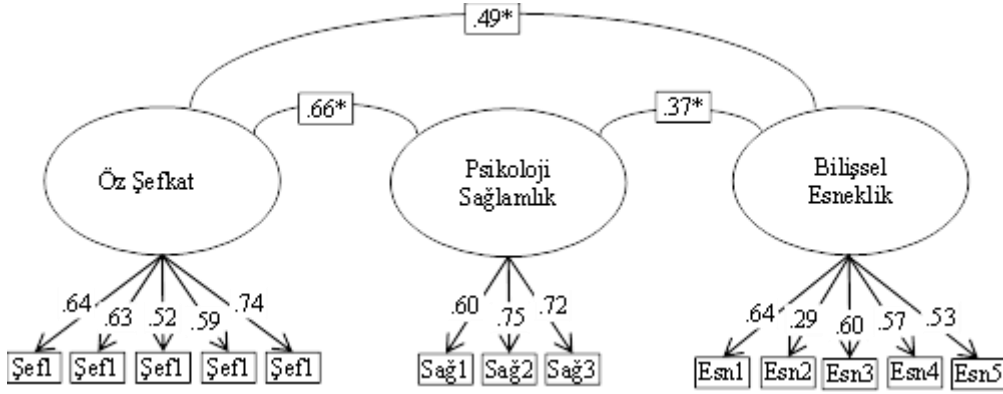 .49*
.66*
.37*
Öz Şefkat
Psikoloji
Sağlamlık
Bilişsel
Esneklik
.64 .63 .52 .59 .74
.60 .75 .72
.64 .29 .60 .57 .53
Şef1 Şef1 Şef1 Şef1 Şef1
Sağ1 Sağ2 Sağ3
Esn1 Esn2 Esn3 Esn4 Esn5